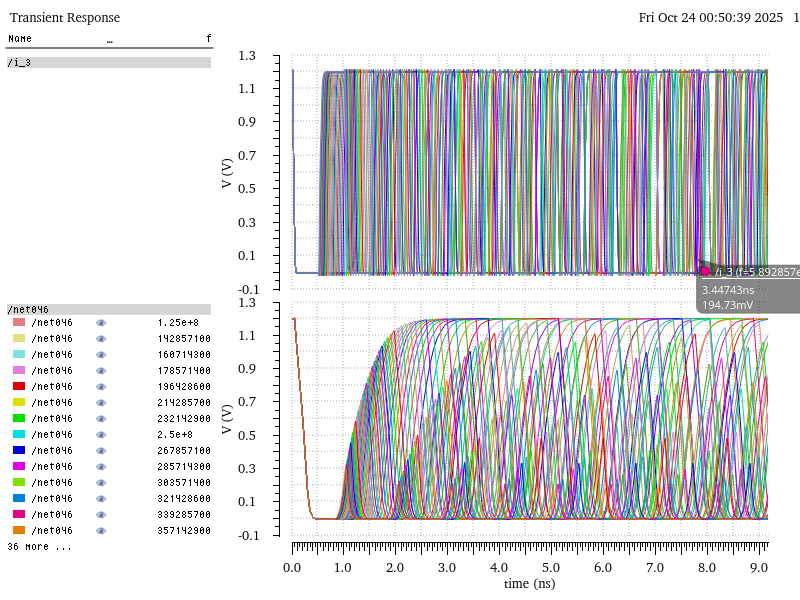 Transient Response
Fri Oct 24 00:50:39 2025 1
Name ... f
/i_3
1.3
1.1
0.9
0.7
0.5
0.3
0.1
-0.1
V (V)
/i_3 (f=5.892857e
3.44743ns
194.73mV
/net046
/net046 1.25e+8
/net046 142857100
/net046 160714300
/net046 178571400
/net046 196428600
/net046 214285700
/net046 232142900
/net046 2.5e+8
/net046 267857100
/net046 285714300
/net046 303571400
/net046 321428600
/net046 339285700
/net046 357142900
36 more ...
1.3
1.1
0.9
0.7
0.5
0.3
0.1
-0.1
V (V)
0.0 1.0 2.0 3.0 4.0 5.0 6.0 7.0 8.0 9.0
time (ns)